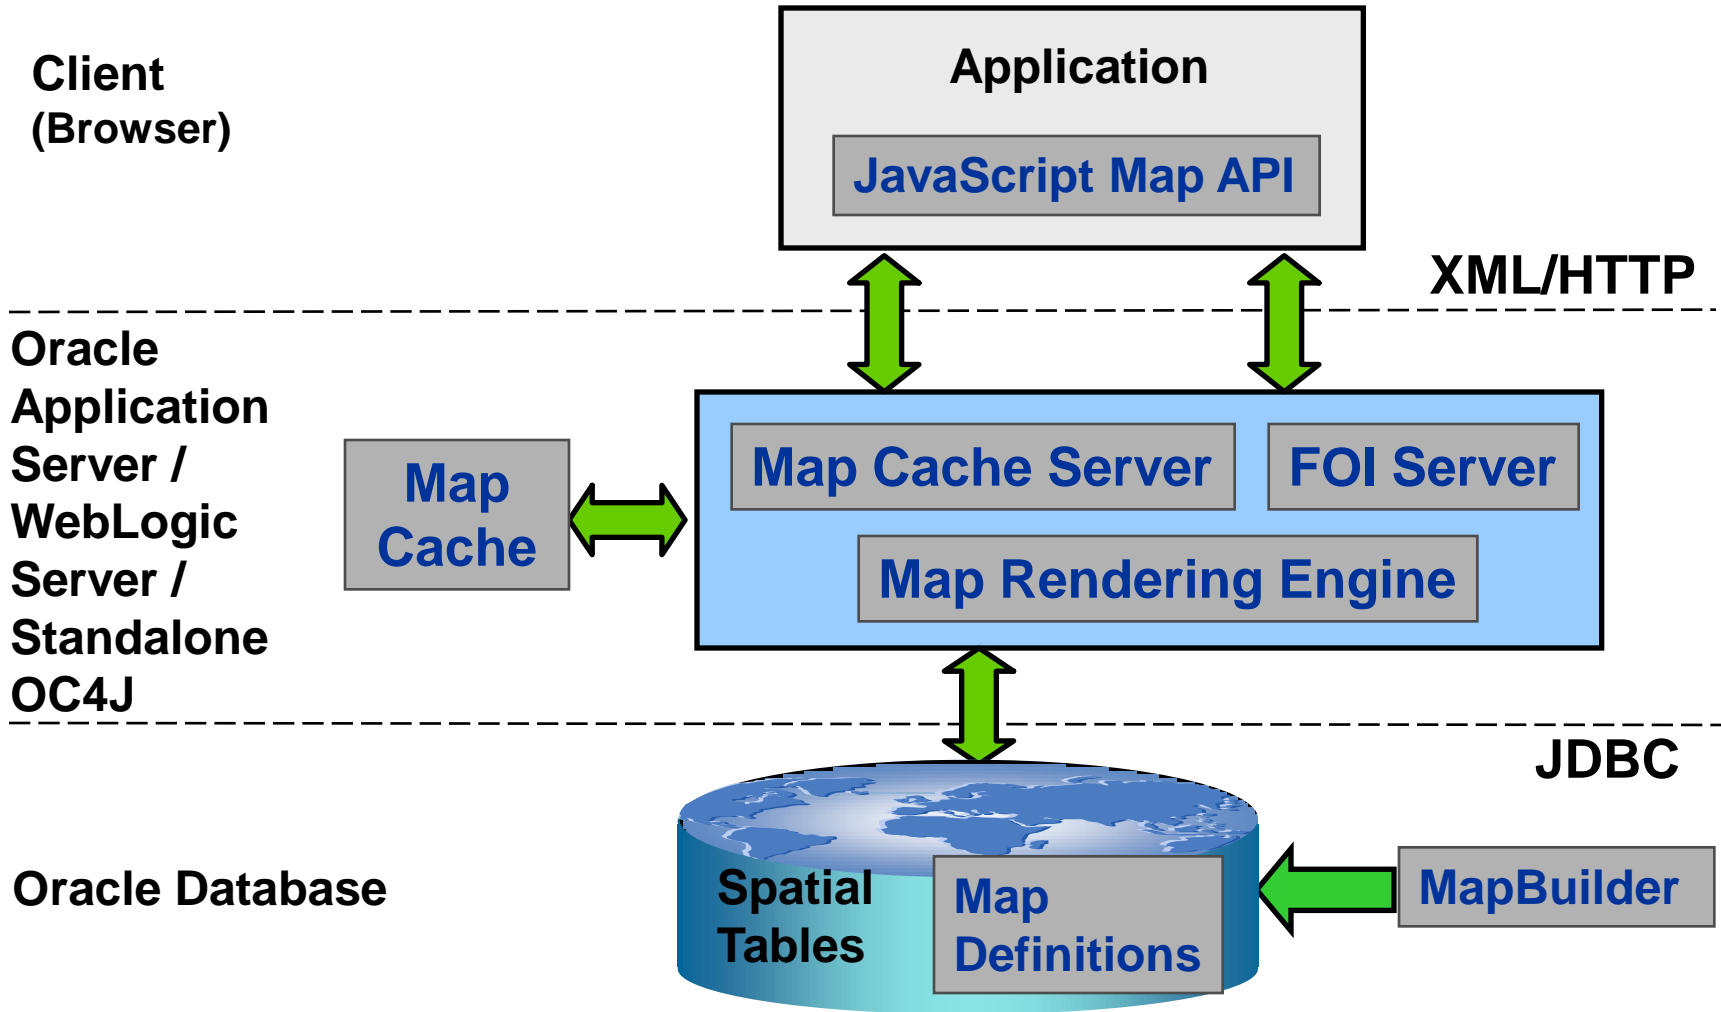 Client
(Browser)
Application
JavaScript Map API
XML/HTTP
Oracle
Application
Server /
WebLogic
Server /
Standalone
OC4J
Map
Cache
Map Cache Server
FOI Server
Map Rendering Engine
JDBC
Oracle Database
Spatial
Tables
Map
Definitions
MapBuilder